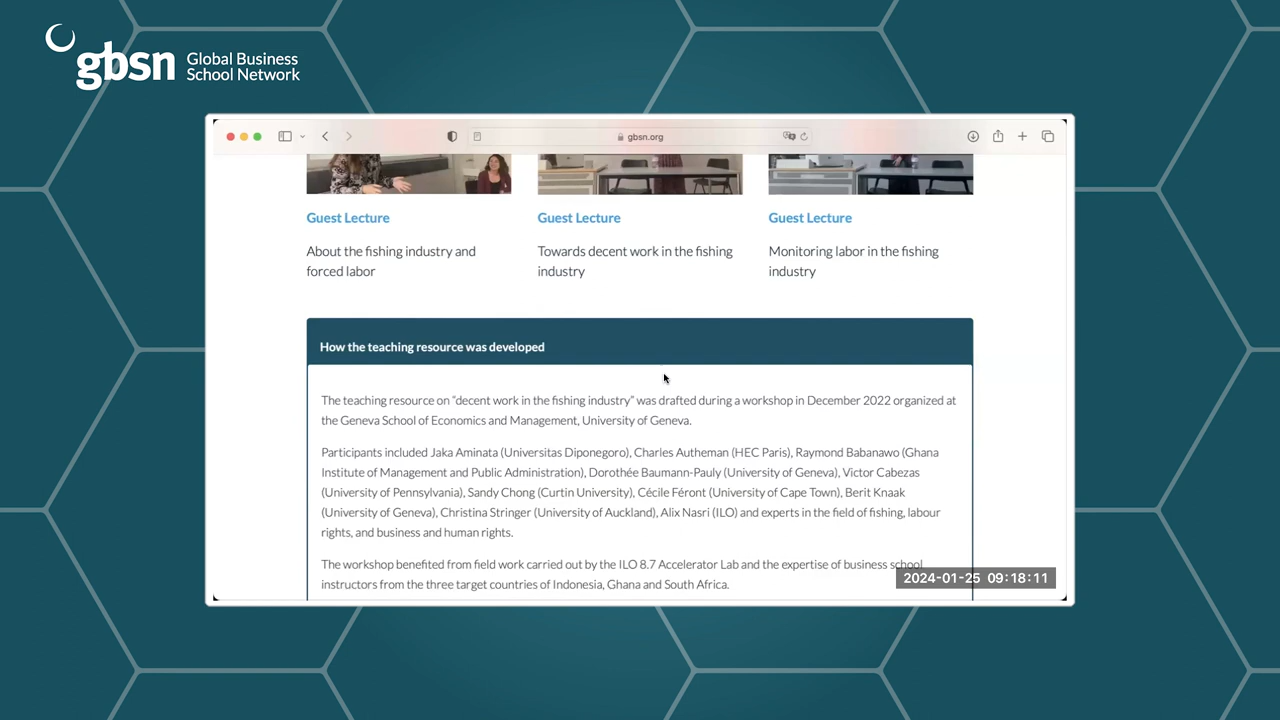 gbsn Global Business
School Network
gbsn.org
Guest Lecture
About the fishing industry and
forced labor
Guest Lecture
Towards decent work in the fishing
industry
Guest Lecture
Monitoring labor in the fishing
industry
How the teaching resource was developed
The teaching resource on “decent work in the fishing industry” was drafted during a workshop in December 2022 organized at
the Geneva School of Economics and Management, University of Geneva.
Participants included Jaka Aminata (Universitas Diponegoro), Charles Autheman (HEC Paris), Raymond Babanawo (Ghana
Institute of Management and Public Administration), Dorothée Baumann-Pauly (University of Geneva), Victor Cabezas
(University of Pennsylvania), Sandy Chong (Curtin University), Cécile Féront (University of Cape Town), Berit Knaak
(University of Geneva), Christina Stringer (University of Auckland), Alix Nasri (ILO) and experts in the field of fishing, labour
rights, and business and human rights.
The workshop benefited from field work carried out by the ILO 8.7 Accelerator Lab and the expertise of business school
instructors from the three target countries of Indonesia, Ghana and South Africa.
2024-01-25 09:18:11